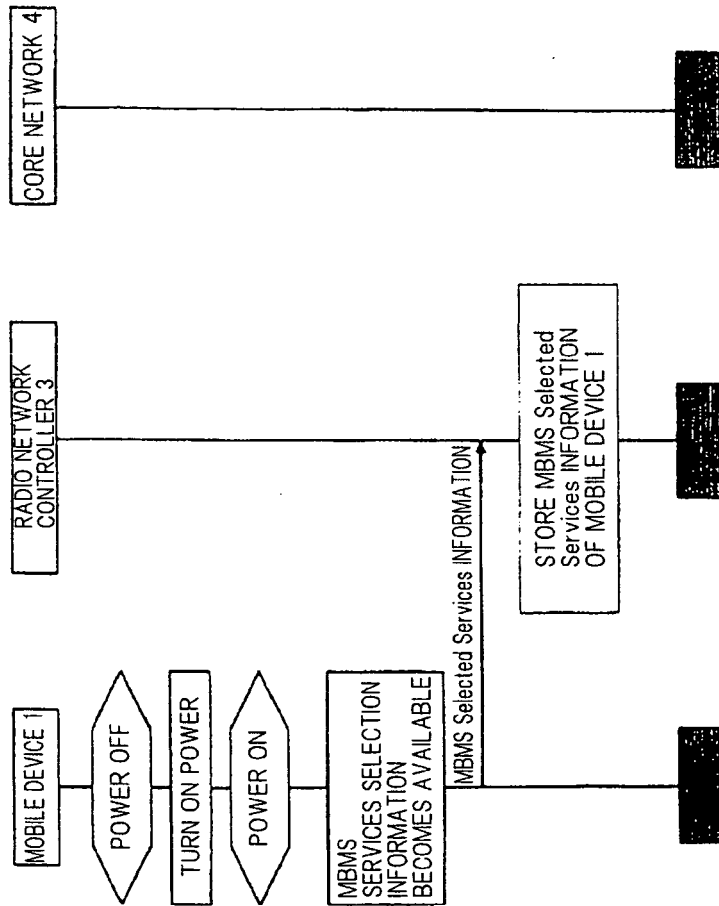 MOBILE DEVICE 1
RADIO NETWORK
CONTROLLER 3
CORE NETWORK 4
POWER OFF
TURN ON POWER
POWER ON
MBMS
SERVICES SELECTION
INFORMATION
BECOMES AVAILABLE
MBMS Selected Services INFORMATION
STORE MBMS Selected
Services INFORMATION
OF MOBILE DEVICE 1